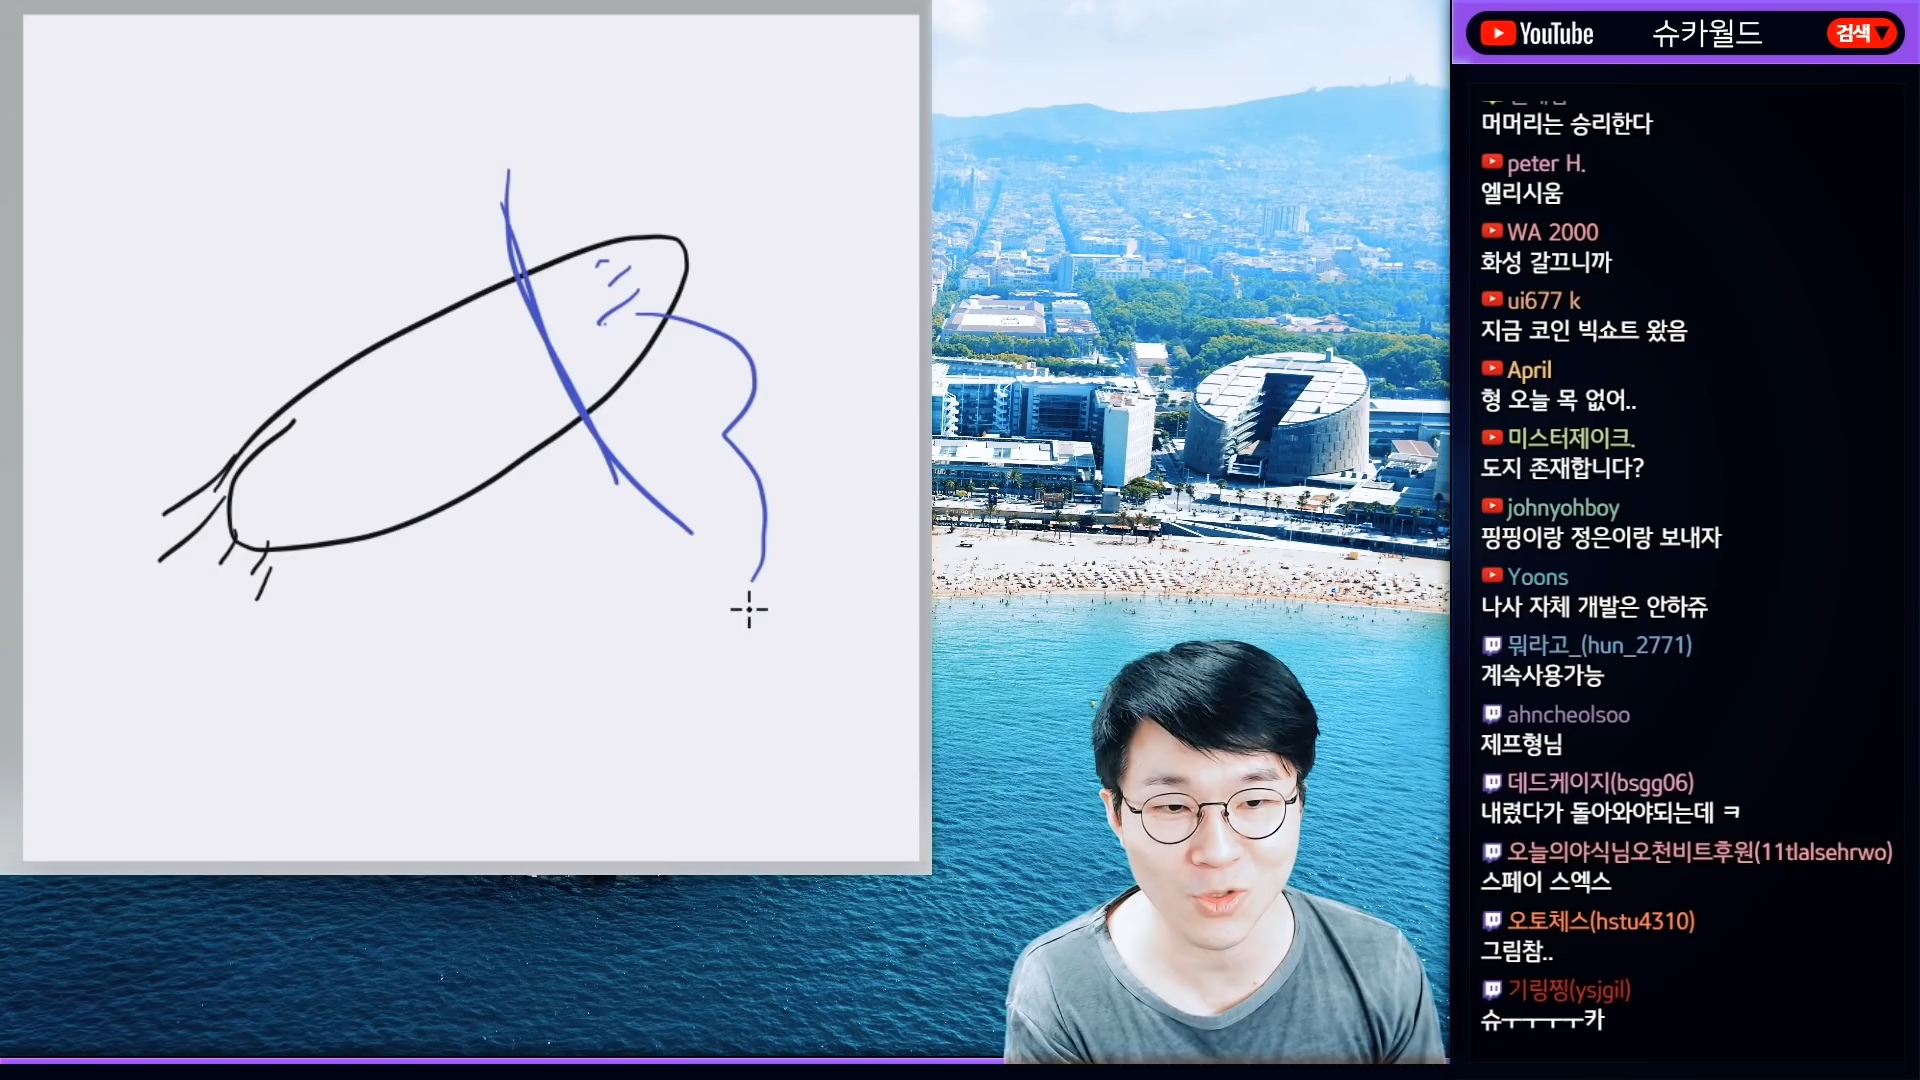 YouTube 슈카월드 검색▼
머머리는 승리한다
peter H.
엘리시움
WA 2000
화성 갈끄니까
ui677 k
지금 코인 빅쇼트 왔음
April
형 오늘 목 없어..
미스터제이크.
도지 존재합니다?
johnyohboy
핑핑이랑 정은이랑 보내자
Yoons
나사 자체 개발은 안하쥬
뭐라고_(hun_2771)
계속사용가능
ahncheolsoo
제프형님
데드케이지(bsgg06)
내렸다가 돌아와야되는데 ㅋ
오늘의야식님오천비트후원(11tlalsehrwo)
스페이 스엑스
오토체스(hstu4310)
그림참..
기링찡(ysjgil)
슈ㅜㅜㅜㅜ카